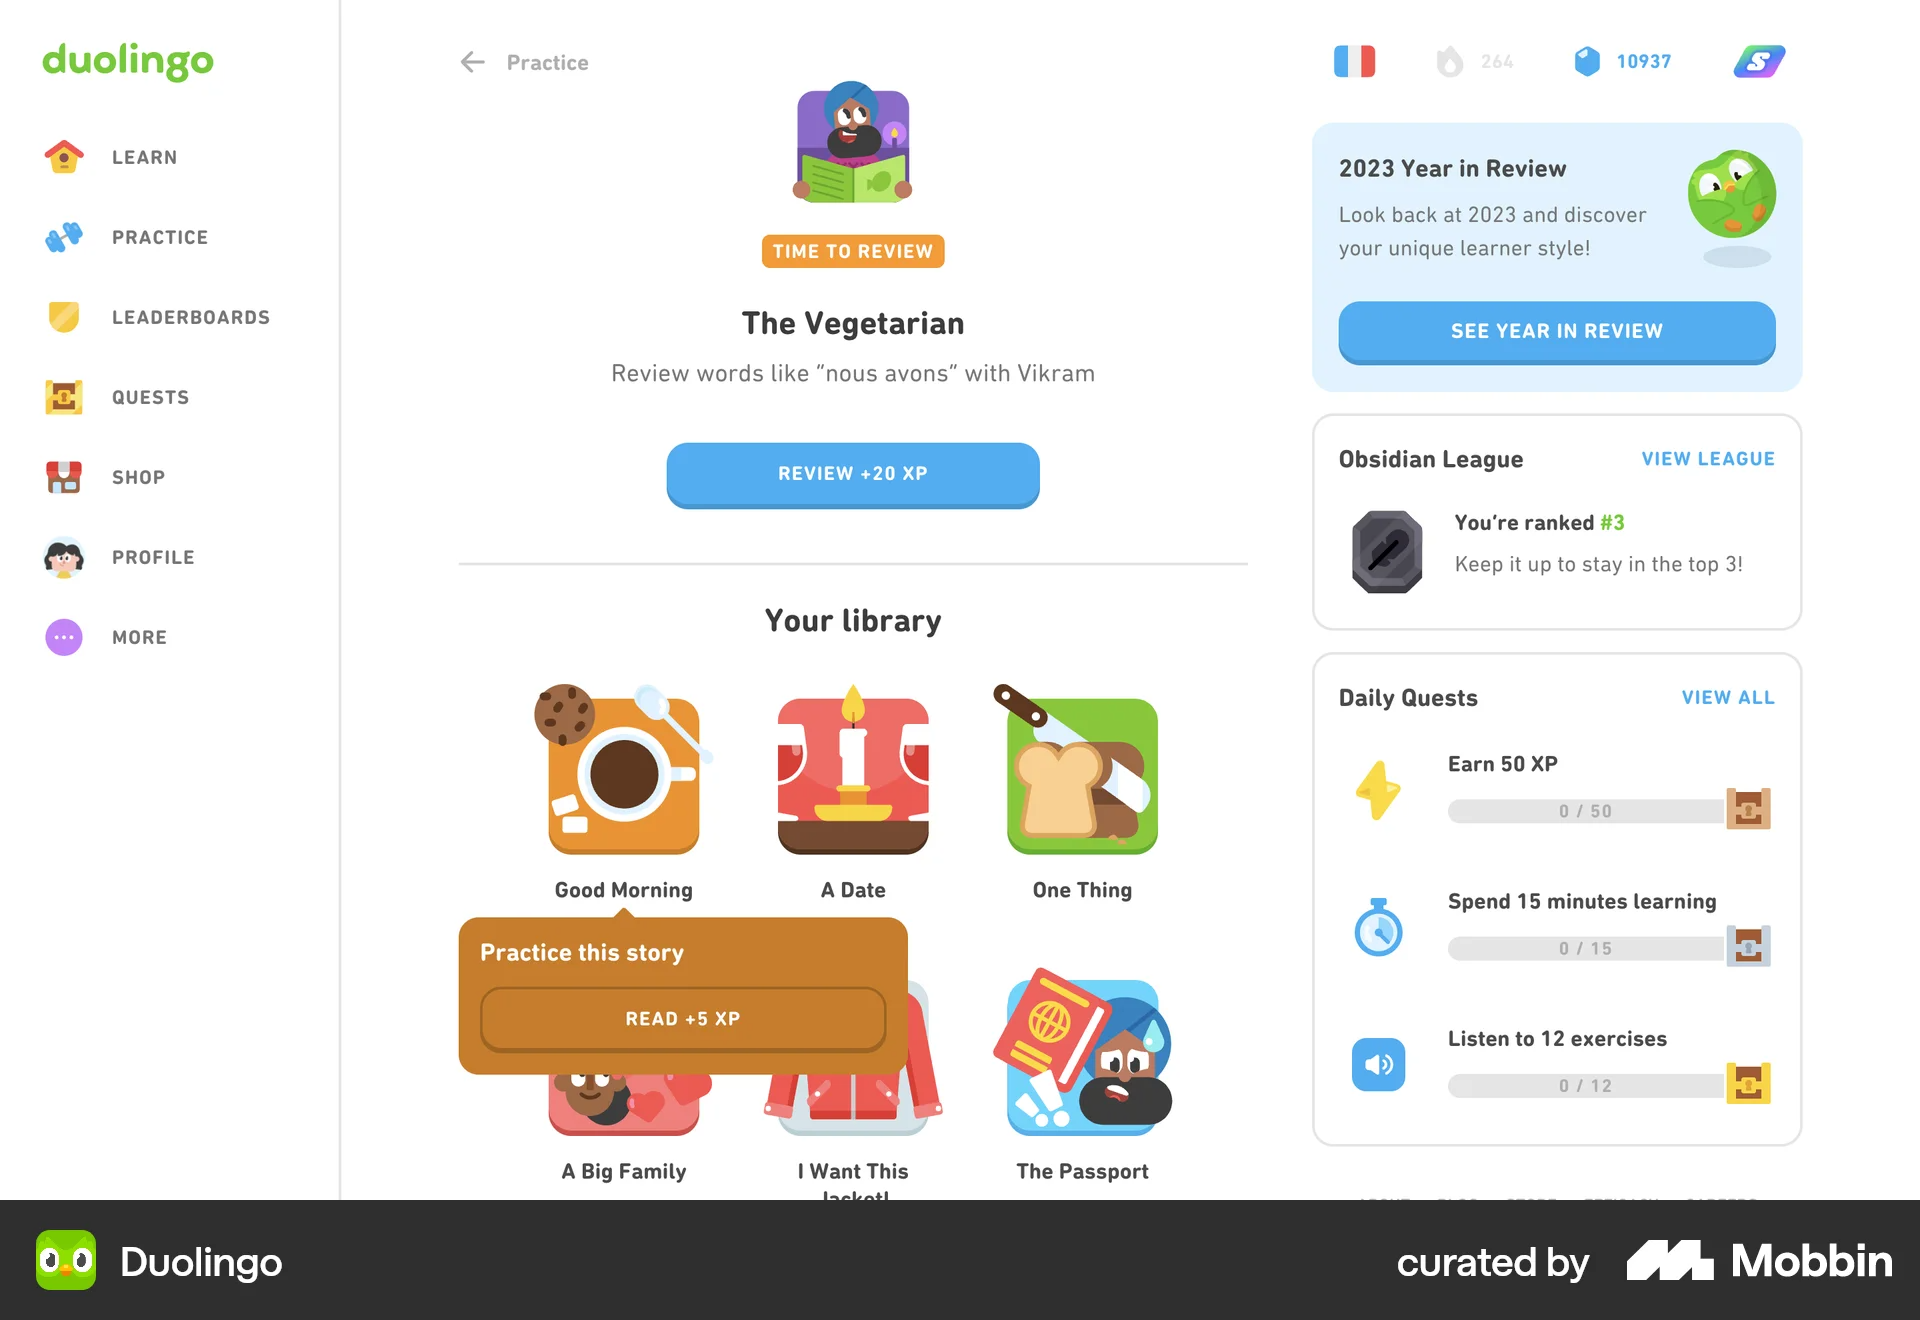 duolingo
LEARN
PRACTICE
LEADERBOARDS
QUESTS
SHOP
PROFILE
MORE
Practice
TIME TO REVIEW
The Vegetarian
Review words like “nous avons” with Vikram
REVIEW +20 XP
Your library
Good Morning
A Date
One Thing
Practice this story
READ +5 XP
A Big Family
I Want This
Jacket!
The Passport
264
10937
2023 Year in Review
Look back at 2023 and discover
your unique learner style!
SEE YEAR IN REVIEW
Obsidian League
VIEW LEAGUE
You’re ranked #3
Keep it up to stay in the top 3!
Daily Quests
VIEW ALL
Earn 50 XP
0 / 50
Spend 15 minutes learning
0 / 15
Listen to 12 exercises
0 / 12
Duolingo
curated by Mobbin